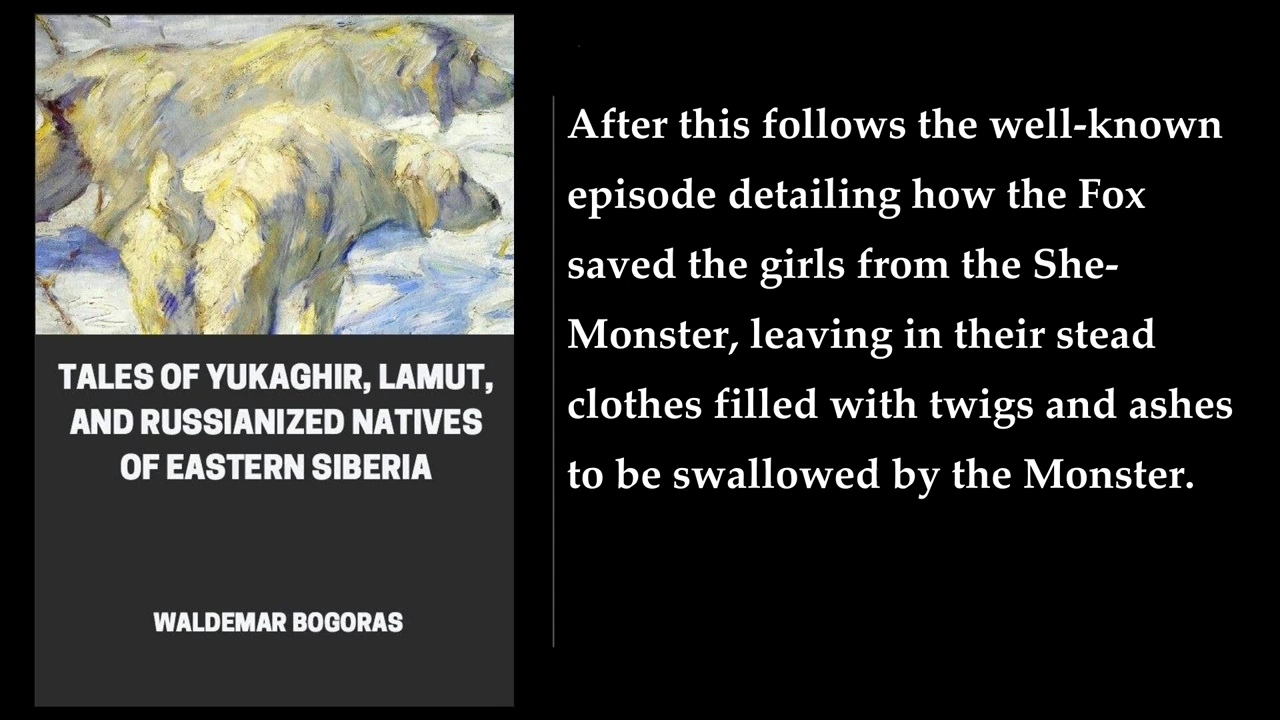 TALES OF YUKAGHIR, LAMUT,
AND RUSSIANIZED NATIVES
OF EASTERN SIBERIA
WALDEMAR BOGORAS
After this follows the well-known
episode detailing how the Fox
saved the girls from the She-
Monster, leaving in their stead
clothes filled with twigs and ashes
to be swallowed by the Monster.